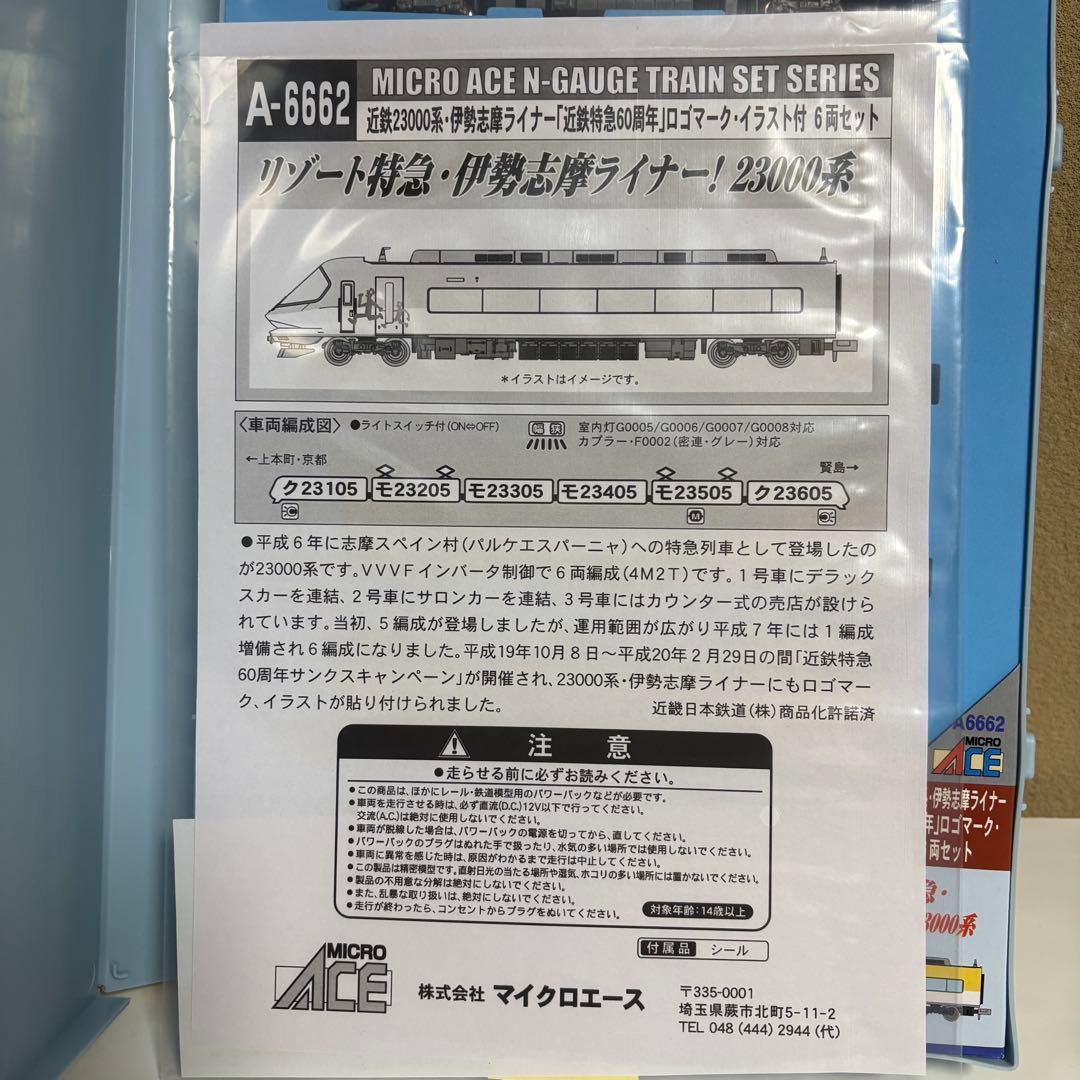 A-6662
MICRO ACE N-GAUGE TRAIN SET SERIES
近鉄23000系・伊勢志摩ライナー「近鉄特急60周年」ロゴマーク・イラスト付 6両セット
リゾート特急・伊勢志摩ライナー! 23000系
*イラストはイメージです。
〈車両編成図〉 ●ライトスイッチ付(ON⇔OFF)
幅狭
室内灯G0005/G0006/G0007/G0008対応
カプラー・F0002(密連・グレー)対応
←上本町・京都
賢島→
ク23105 モ23205 モ23305 モ23405 モ23505 ク23605
M
●平成6年に志摩スペイン村(パルケエスパーニャ)への特急列車として登場したの
が23000系です。VVVFインバータ制御で6両編成(4M2T)です。1号車にデラック
スカーを連結、2号車にサロンカーを連結、3号車にはカウンター式の売店が設けら
れています。当初、5編成が登場しましたが、運用範囲が広がり平成7年には1編成
増備され6編成になりました。平成19年10月8日〜平成20年2月29日の間「近鉄特急
60周年サンクスキャンペーン」が開催され、23000系・伊勢志摩ライナーにもロゴマー
ク、イラストが貼り付けられました。
近畿日本鉄道(株)商品化許諾済
注意
●走らせる前に必ずお読みください。
●この商品は、ほかにレール・鉄道模型用のパワーパックなどが必要です。
●車両を走行させる時は、必ず直流(D.C.)12V以下で行ってください。
交流(A.C.)は絶対に使用しないでください。
●車両が脱線した場合は、パワーパックの電源を切ってから、直してください。
●パワーパックのプラグはぬれた手で扱ったり、水気の多い場所では使用しないでください。
●車両に異常を感じた時は、原因がわかるまで走行は中止してください。
●この製品は精密模型です。直射日光の当たる場所や湿気、ホコリの多い場所には置かないでください。
●製品の不用意な分解は絶対にしないでください。
●また、乱暴な取り扱いは、絶対にしないでください。
●走行が終わったら、コンセントからプラグをぬいてください。
対象年齢:14歳以上
付属品 シール
MICRO
ACE
株式会社 マイクロエース
〒335-0001
埼玉県蕨市北町5-11-2
TEL 048 (444) 2944 (代)
A6662
MICRO
ACE
・伊勢志摩ライナー
年」ロゴマーク・
両セット
急・
3000系